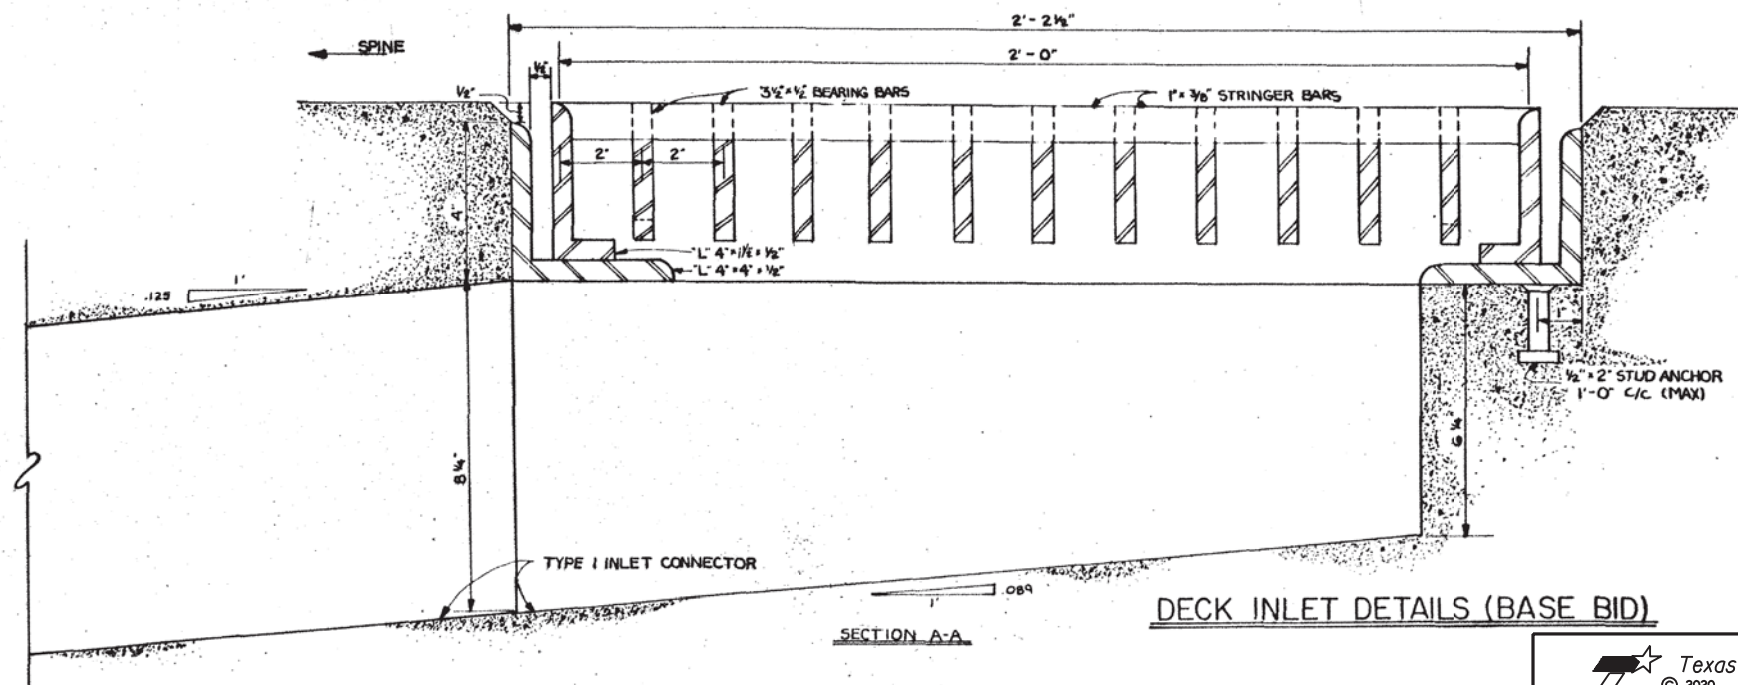 2'-2½"
SPINE
2'-0"
½"
½"
3½" × ½" BEARING BARS
1" × ⅜" STRINGER BARS
2"
2"
4"
"L" 4" × 1½" × ½"
"L" 4" × 4" × ½"
1'
.125
1"
½" × 2" STUD ANCHOR
1'-0" C/C (MAX)
6¼
8¼"
TYPE 1 INLET CONNECTOR
1'
.089
DECK INLET DETAILS (BASE BID)
SECTION A-A
Texas
© 2020